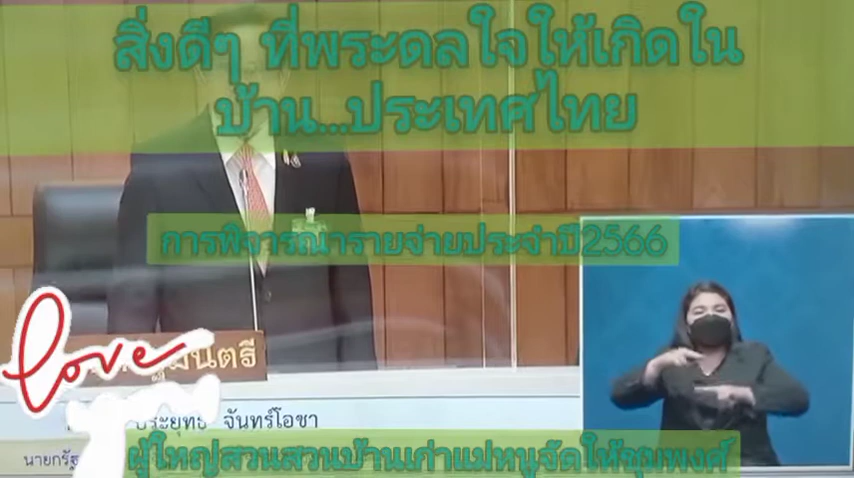 สิ่งดีๆ ที่พระดลใจให้เกิดใน
บ้าน...ประเทศไทย
การพิจารณารายจ่ายประจำปี2566
love
มนตรี
ประยุทธ์ จันทร์โอชา
นายกรัฐ
ผู้ใหญ่สวนสวนบ้านเก่าแม่หนูจัดให้ชุมพงศ์